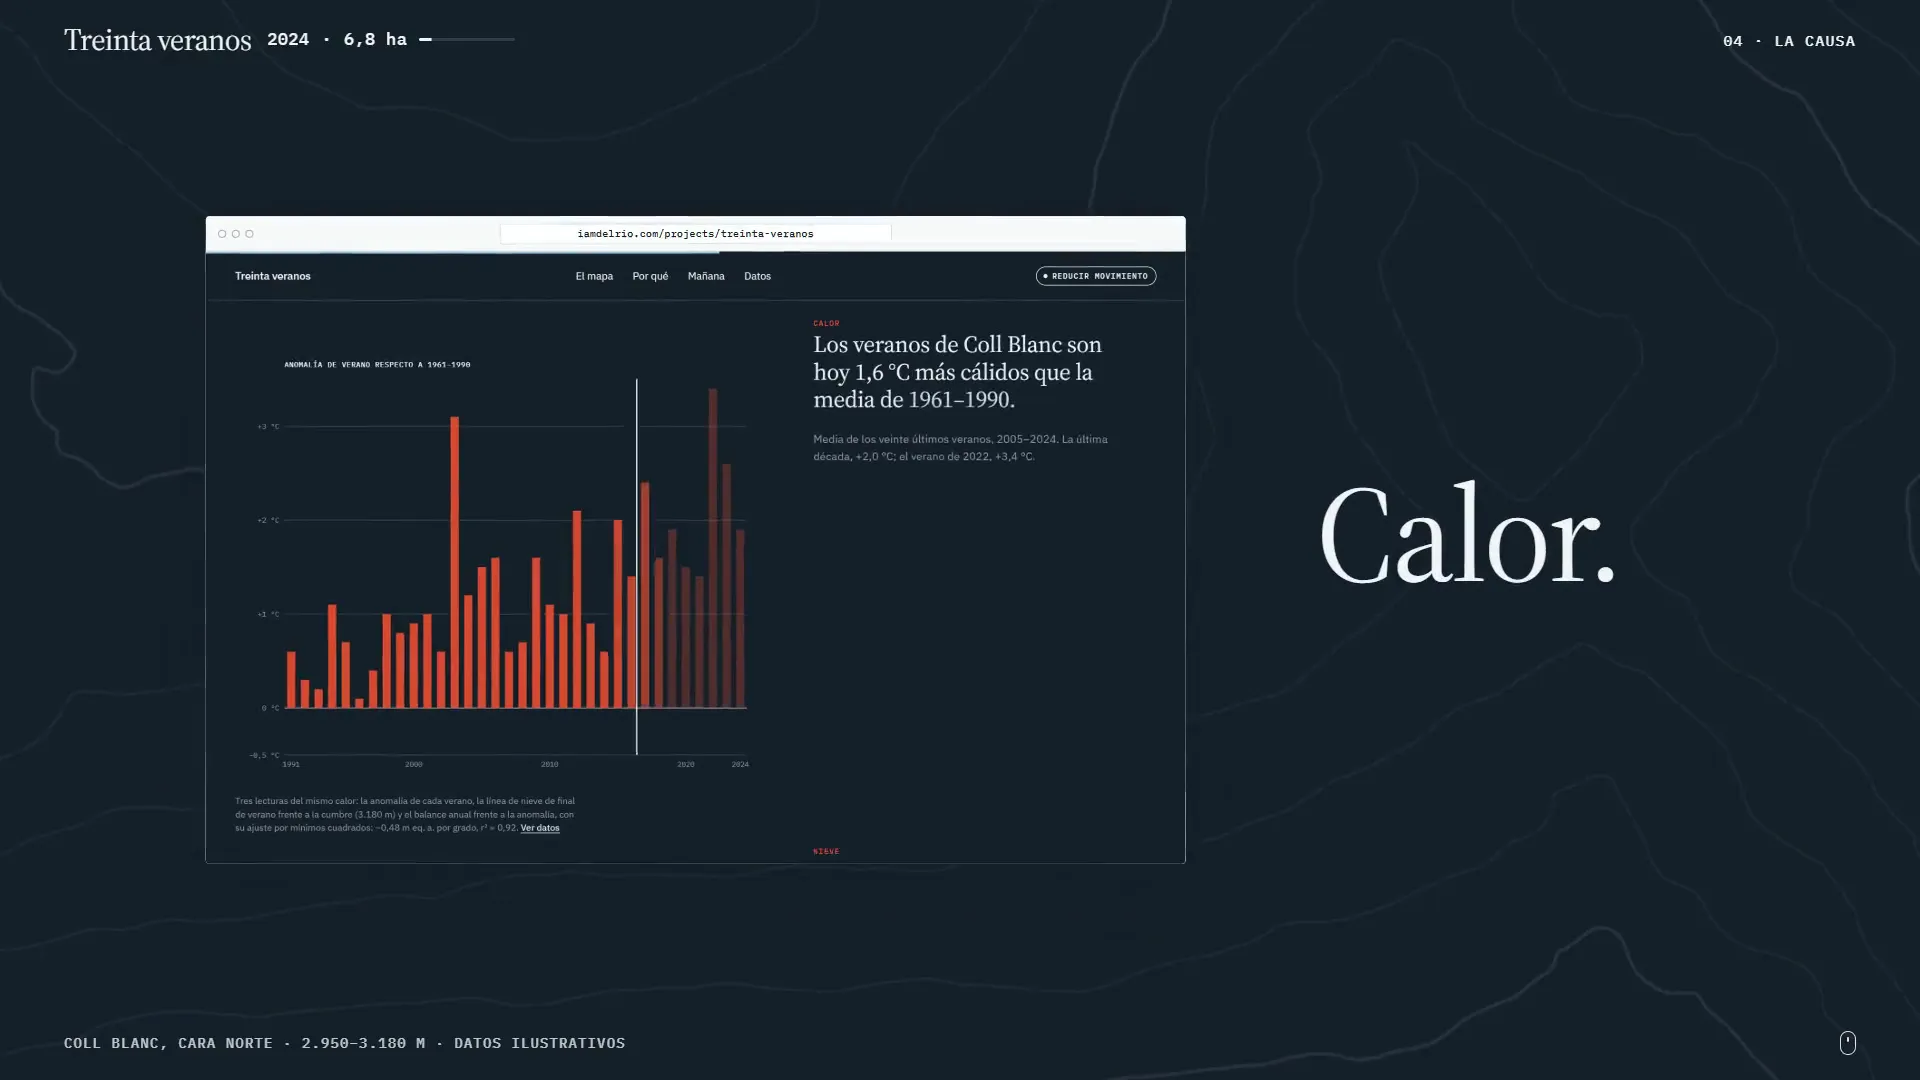 Treinta veranos 2024 · 6,8 ha
04 · LA CAUSA
iamdelrio.com/projects/treinta-veranos
Treinta veranos
El mapa Por qué Mañana Datos
REDUCIR MOVIMIENTO
ANOMALÍA DE VERANO RESPECTO A 1961–1990
+3 °C
+2 °C
+1 °C
0 °C
−0,5 °C
1991 2000 2010 2020 2024
Tres lecturas del mismo calor: la anomalía de cada verano, la línea de nieve de final
de verano frente a la cumbre (3.180 m) y el balance anual frente a la anomalía, con
su ajuste por mínimos cuadrados: −0,48 m eq. a. por grado, r² = 0,92. Ver datos
CALOR
Los veranos de Coll Blanc son
hoy 1,6 °C más cálidos que la
media de 1961–1990.
Media de los veinte últimos veranos, 2005–2024. La última
década, +2,0 °C; el verano de 2022, +3,4 °C.
NIEVE
Calor.
COLL BLANC, CARA NORTE · 2.950–3.180 M · DATOS ILUSTRATIVOS